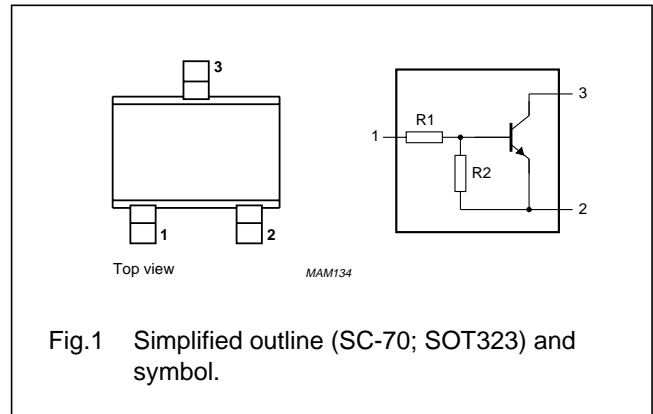 3
1
2
Top view
1
R1
R2
3
2
MAM134
Fig.1 Simplified outline (SC-70; SOT323) and
symbol.